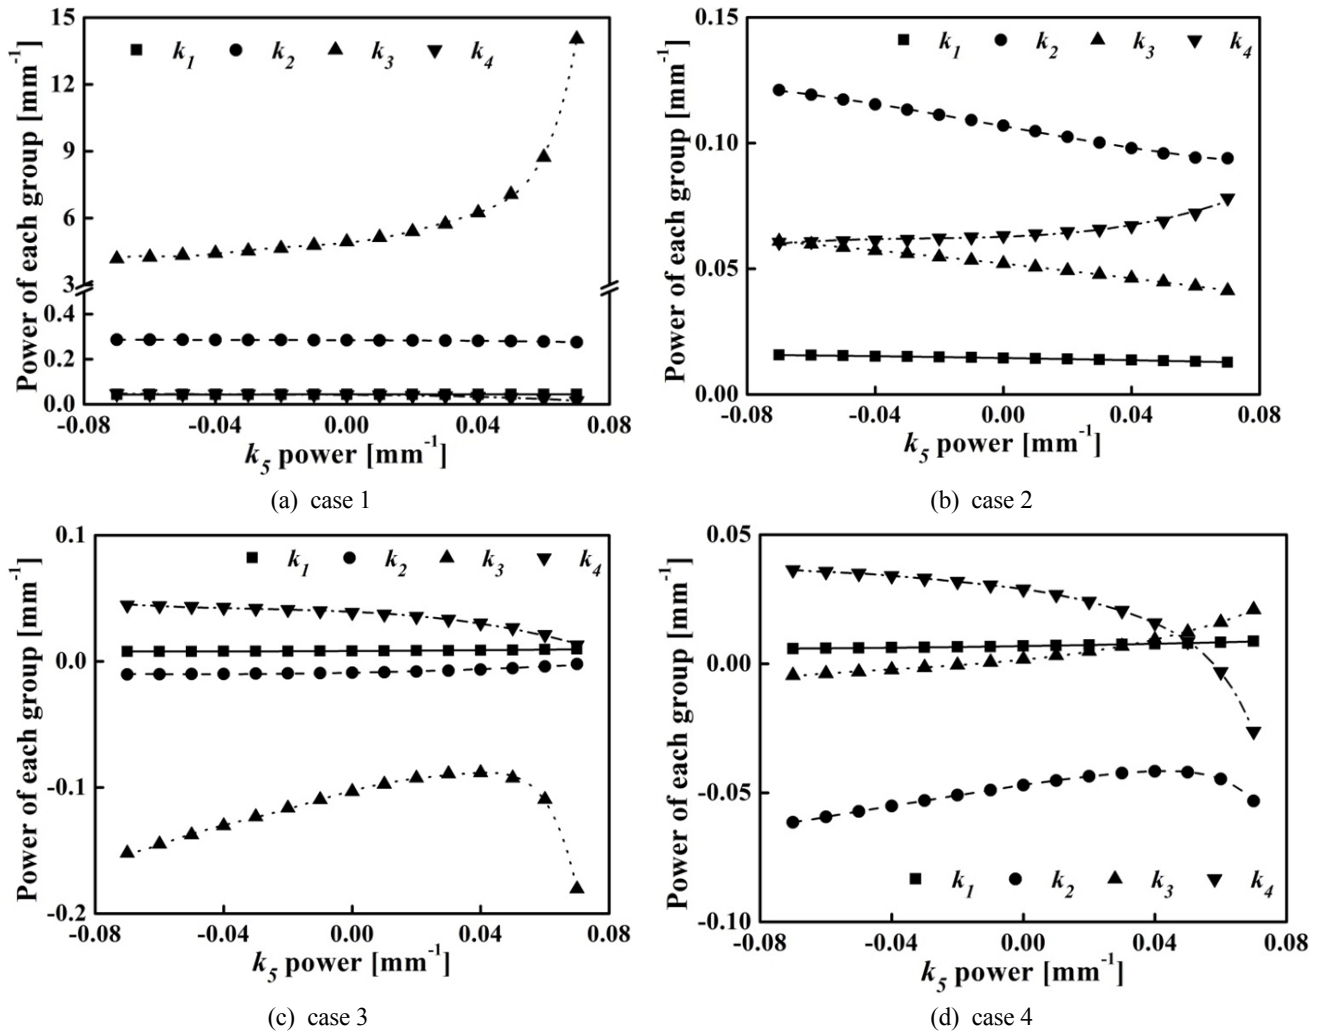 15
12
9
6
3
0.4
0.2
0.0
Power of each group [mm⁻¹]
k₁ k₂ k₃ k₄
-0.08 -0.04 0.00 0.04 0.08
k₅ power [mm⁻¹]
(a) case 1
0.15
0.10
0.05
0.00
Power of each group [mm⁻¹]
k₁ k₂ k₃ k₄
-0.08 -0.04 0.00 0.04 0.08
k₅ power [mm⁻¹]
(b) case 2
0.1
0.0
-0.1
-0.2
Power of each group [mm⁻¹]
k₁ k₂ k₃ k₄
-0.08 -0.04 0.00 0.04 0.08
k₅ power [mm⁻¹]
(c) case 3
0.05
0.00
-0.05
-0.10
Power of each group [mm⁻¹]
k₁ k₂ k₃ k₄
-0.08 -0.04 0.00 0.04 0.08
k₅ power [mm⁻¹]
(d) case 4